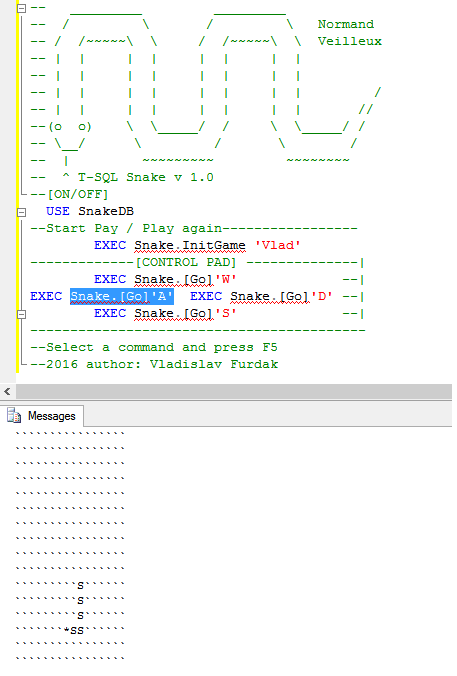 --     _________         _________
--   /         \       /         \   Normand
--  /  /~~~~~\  \     /  /~~~~~\  \  Veilleux
--  |  |     |  |     |  |     |  |
--  |  |     |  |     |  |     |  |
--  |  |     |  |     |  |     |  |         /
--  |  |     |  |     |  |     |  |       //
--(o  o)    \  \_____/  /     \  \_____/ /
-- \__/      \         /       \        /
--  |         ~~~~~~~~~         ~~~~~~~~
--  ^ T-SQL Snake v 1.0
--[ON/OFF]
USE SnakeDB
--Start Pay / Play again-----------------
EXEC Snake.InitGame 'Vlad'
-------------[CONTROL PAD] --------------|
EXEC Snake.[Go]'W'             --|
EXEC Snake.[Go]'A'  EXEC Snake.[Go]'D' --|
EXEC Snake.[Go]'S'             --|
------------------------------------------
--Select a command and press F5
--2016 author: Vladislav Furdak
Messages
````````````````
````````````````
````````````````
````````````````
````````````````
````````````````
````````````````
````````````````
````````````````
````````````````
`````````S``````
`````````S``````
`````````S``````
```````*SS``````
````````````````
````````````````